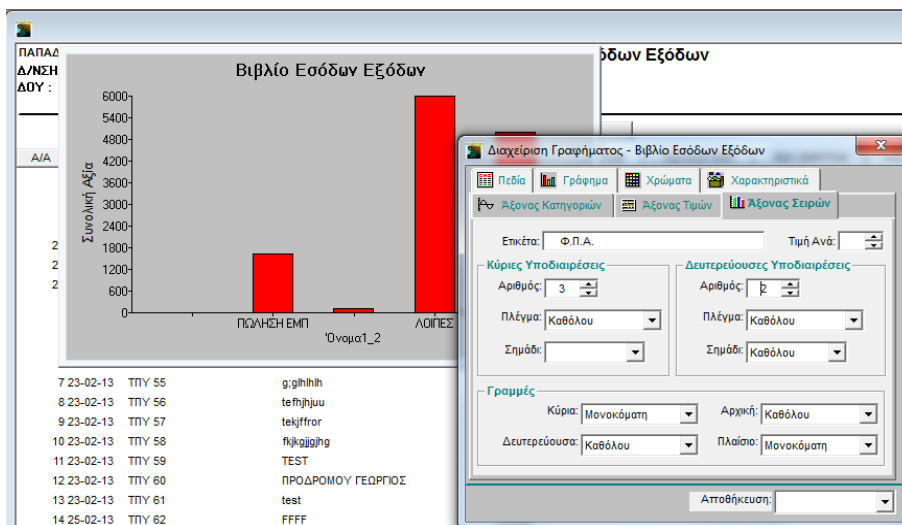 ΠΑΠΑΔ
Δ/ΝΣΗ
ΔΟΥ :
όδων Εξόδων
Βιβλίο Εσόδων Εξόδων
6000
5400
4800
4200
3600
3000
2400
1800
1200
600
0
Συνολική Αξία
ΠΩΛΗΣΗ ΕΜΠ
ΛΟΙΠΕΣ
Όνομα1_2
Α/Α
2
2
2
7 23-02-13 ΤΠΥ 55 g;glhlhlh
8 23-02-13 ΤΠΥ 56 tefhjhjuu
9 23-02-13 ΤΠΥ 57 tekjffror
10 23-02-13 ΤΠΥ 58 fkjkgjjgjhg
11 23-02-13 ΤΠΥ 59 TEST
12 23-02-13 ΤΠΥ 60 ΠΡΟΔΡΟΜΟΥ ΓΕΩΡΓΙΟΣ
13 23-02-13 ΤΠΥ 61 test
14 25-02-13 ΤΠΥ 62 FFFF
Διαχείριση Γραφήματος - Βιβλίο Εσόδων Εξόδων
Πεδία Γράφημα Χρώματα Χαρακτηριστικά
Άξονας Κατηγοριών Άξονας Τιμών Άξονας Σειρών
Ετικέτα: Φ.Π.Α. Τιμή Ανά:
Κύριες Υποδιαιρέσεις Δευτερεύουσες Υποδιαιρέσεις
Αριθμός: 3 Αριθμός: 2
Πλέγμα: Καθόλου Πλέγμα: Καθόλου
Σημάδι: Σημάδι: Καθόλου
Γραμμές
Κύρια: Μονοκόματη Αρχική: Καθόλου
Δευτερεύουσα: Καθόλου Πλαίσιο: Μονοκόματη
Αποθήκευση: